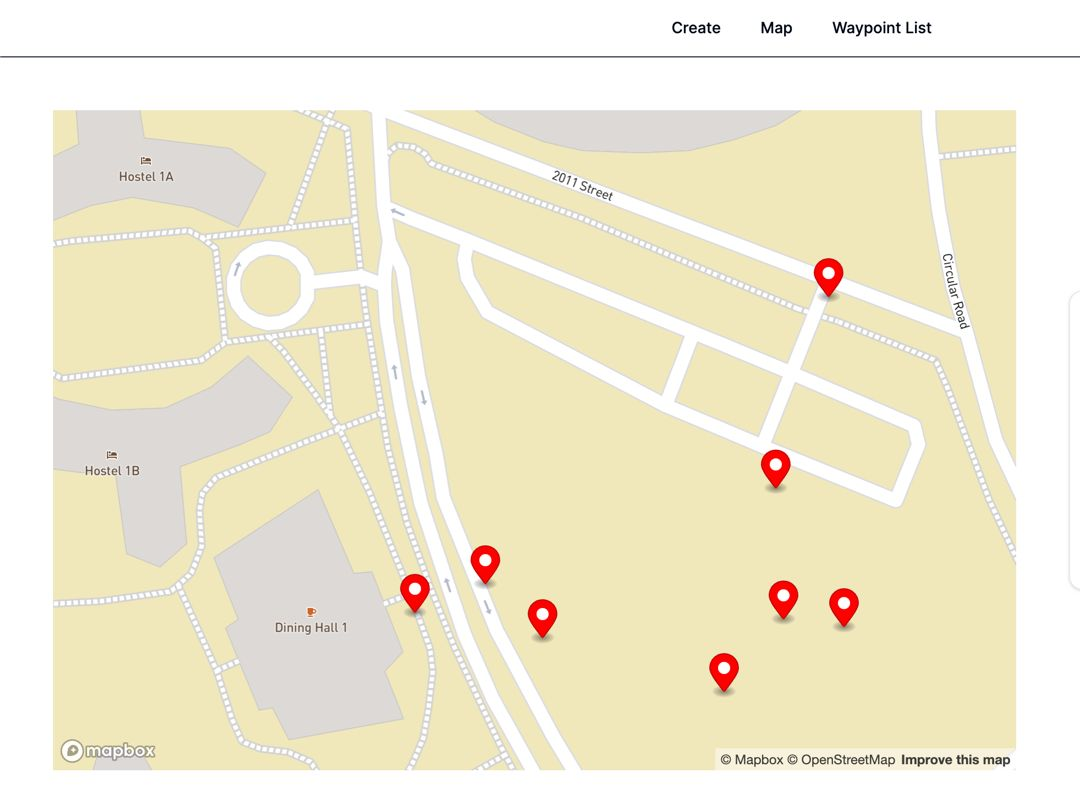 Create Map Waypoint List
2011 Street
Hostel 1A
Circular Road
Hostel 1B
Dining Hall 1
mapbox
© Mapbox © OpenStreetMap Improve this map